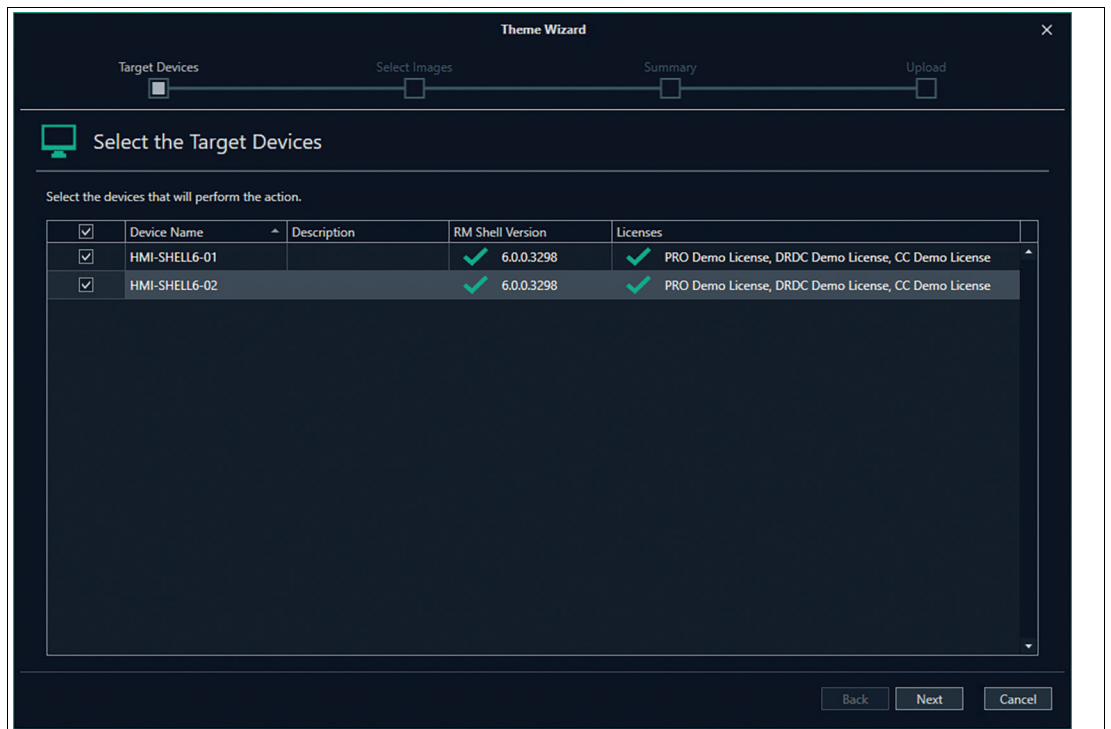 Theme Wizard
Target Devices Select Images Summary Upload
Select the Target Devices
Select the devices that will perform the action.
Device Name Description RM Shell Version Licenses
HMI-SHELL6-01 6.0.0.3298 PRO Demo License, DRDC Demo License, CC Demo License
HMI-SHELL6-02 6.0.0.3298 PRO Demo License, DRDC Demo License, CC Demo License
Back Next Cancel